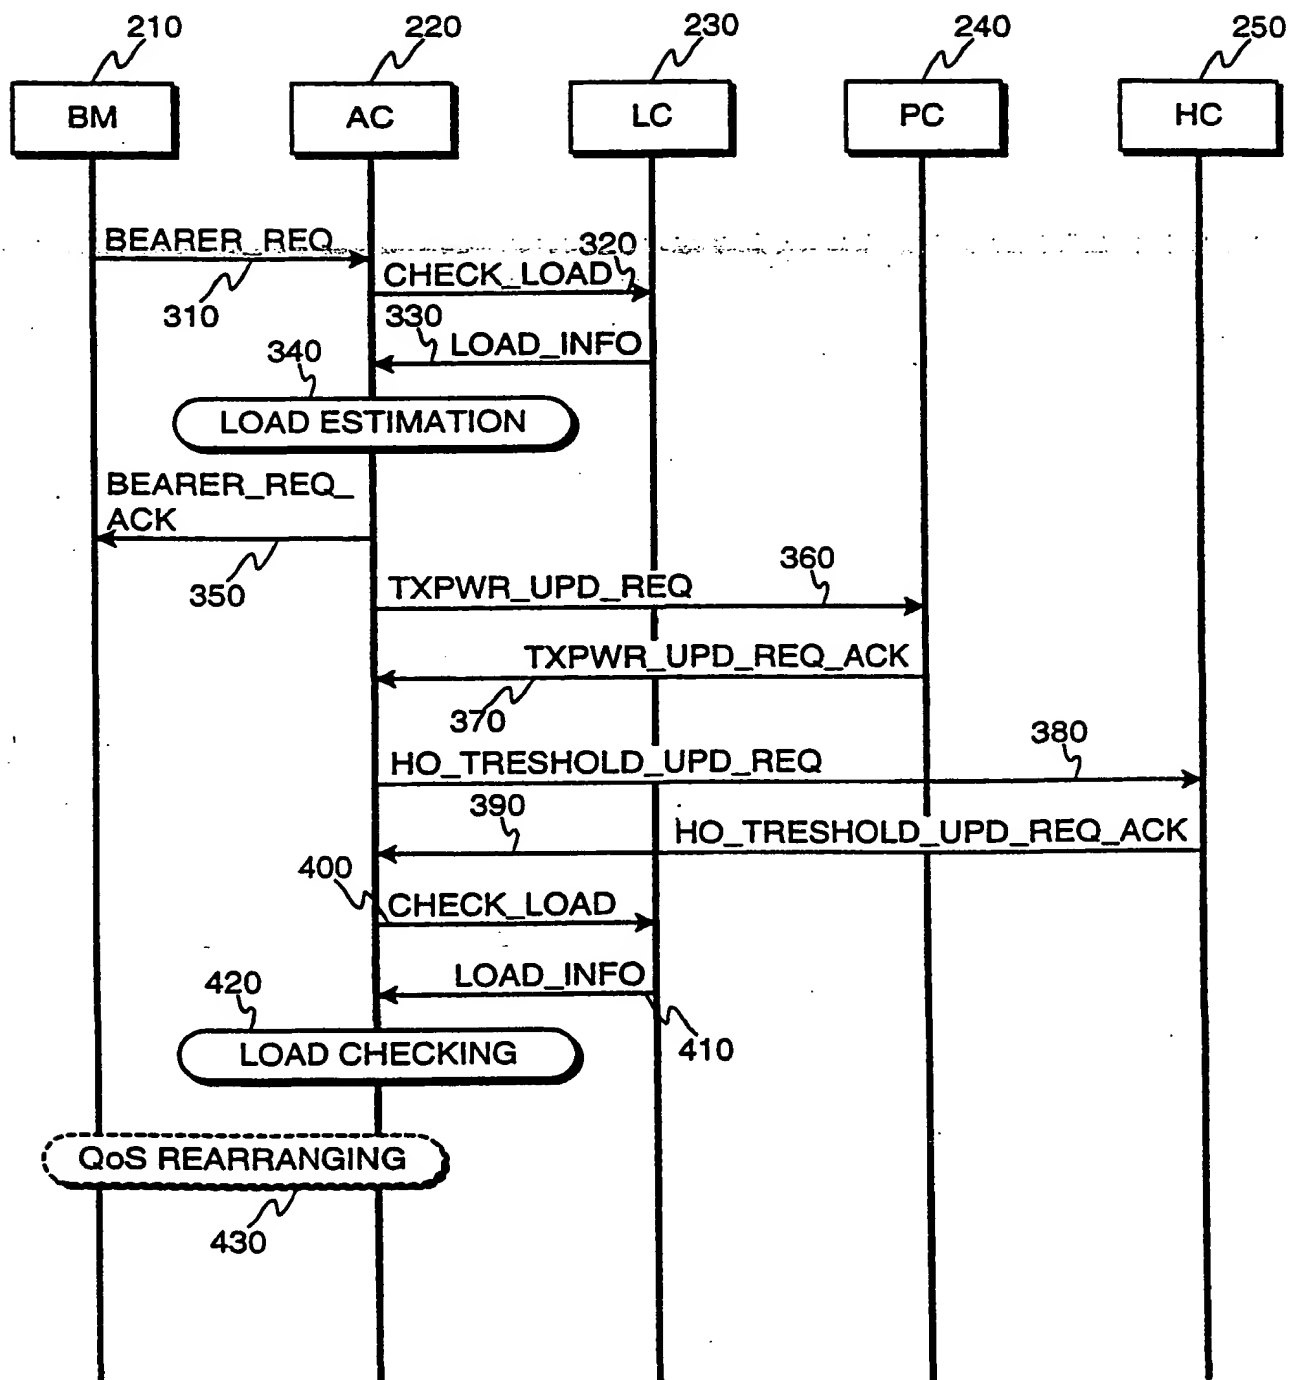 210
220
230
240
250
BM
AC
LC
PC
HC
BEARER_REQ
310
320
CHECK_LOAD
330
LOAD_INFO
340
LOAD ESTIMATION
BEARER_REQ_
ACK
350
360
TXPWR_UPD_REQ
TXPWR_UPD_REQ_ACK
370
380
HO_TRESHOLD_UPD_REQ
390
HO_TRESHOLD_UPD_REQ_ACK
400
CHECK_LOAD
LOAD_INFO
410
420
LOAD CHECKING
QoS REARRANGING
430